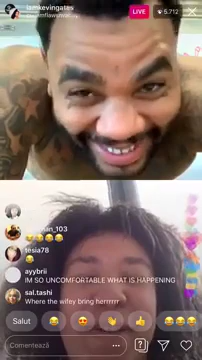 iamkevingates
LIVE
5.712
an_103
tesia78
ayybrii
IM SO UNCOMFORTABLE WHAT IS HAPPENING
sal.tashi
Where the wifey bring herrrrrr
Salut
Comentează